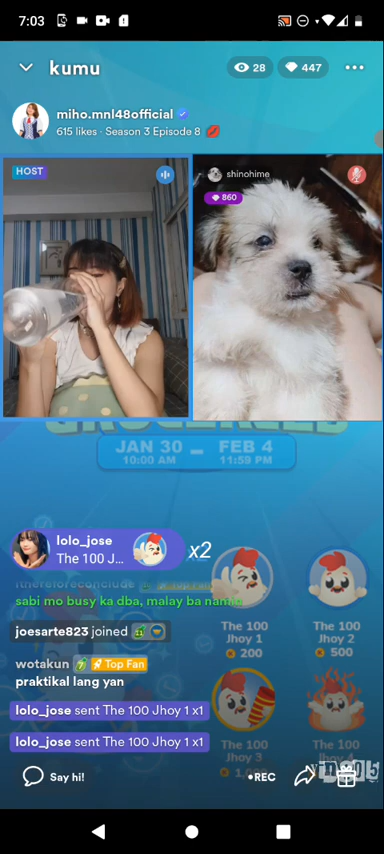 7:03
kumu
28
447
miho.mnl48official
615 likes · Season 3 Episode 8
HOST
shinohime
860
JAN 30 – FEB 4
10:00 AM 11:59 PM
lolo_jose
The 100 J...
x2
sabi mo busy ka dba, malay ba namin
joesarte823 joined
wotakun Top Fan
praktikal lang yan
lolo_jose sent The 100 Jhoy 1 x1
lolo_jose sent The 100 Jhoy 1 x1
The 100 Jhoy 1
200
The 100 Jhoy 2
500
The 100 Jhoy 3
The 100
Say hi!
•REC